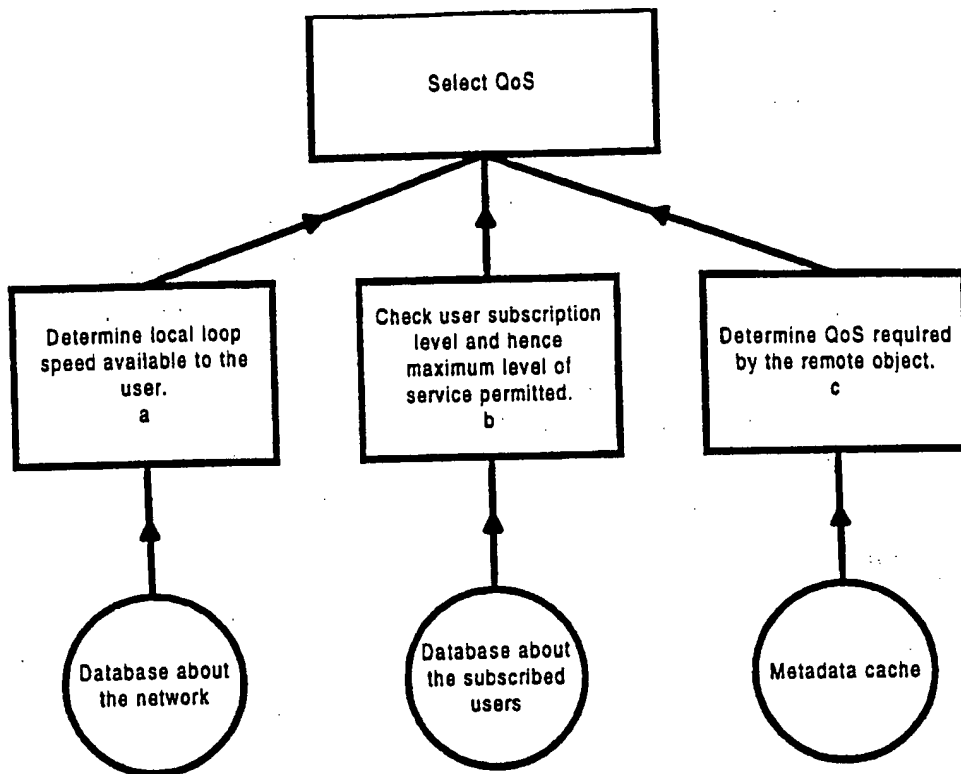 Select QoS
Determine local loop
speed available to the
user.
a
Check user subscription
level and hence
maximum level of
service permitted.
b
Determine QoS required
by the remote object.
c
Database about
the network
Database about
the subscribed
users
Metadata cache